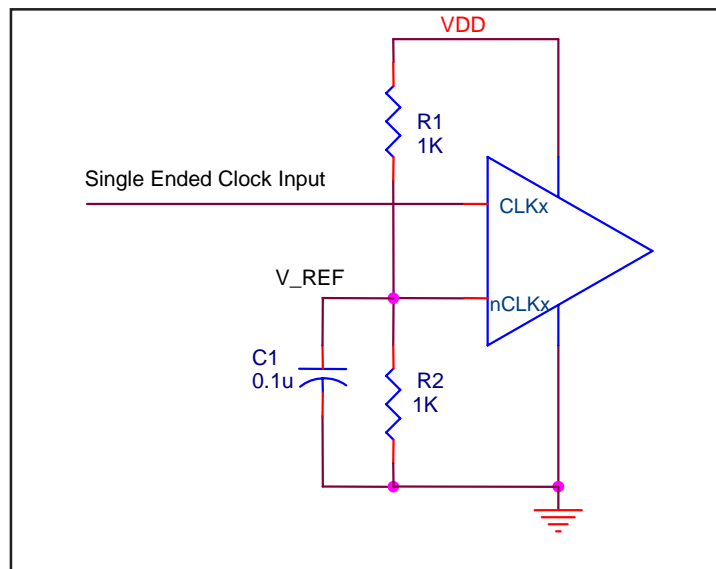 VDD
R1
1K
Single Ended Clock Input
CLKx
V_REF
nCLKx
C1
0.1u
R2
1K